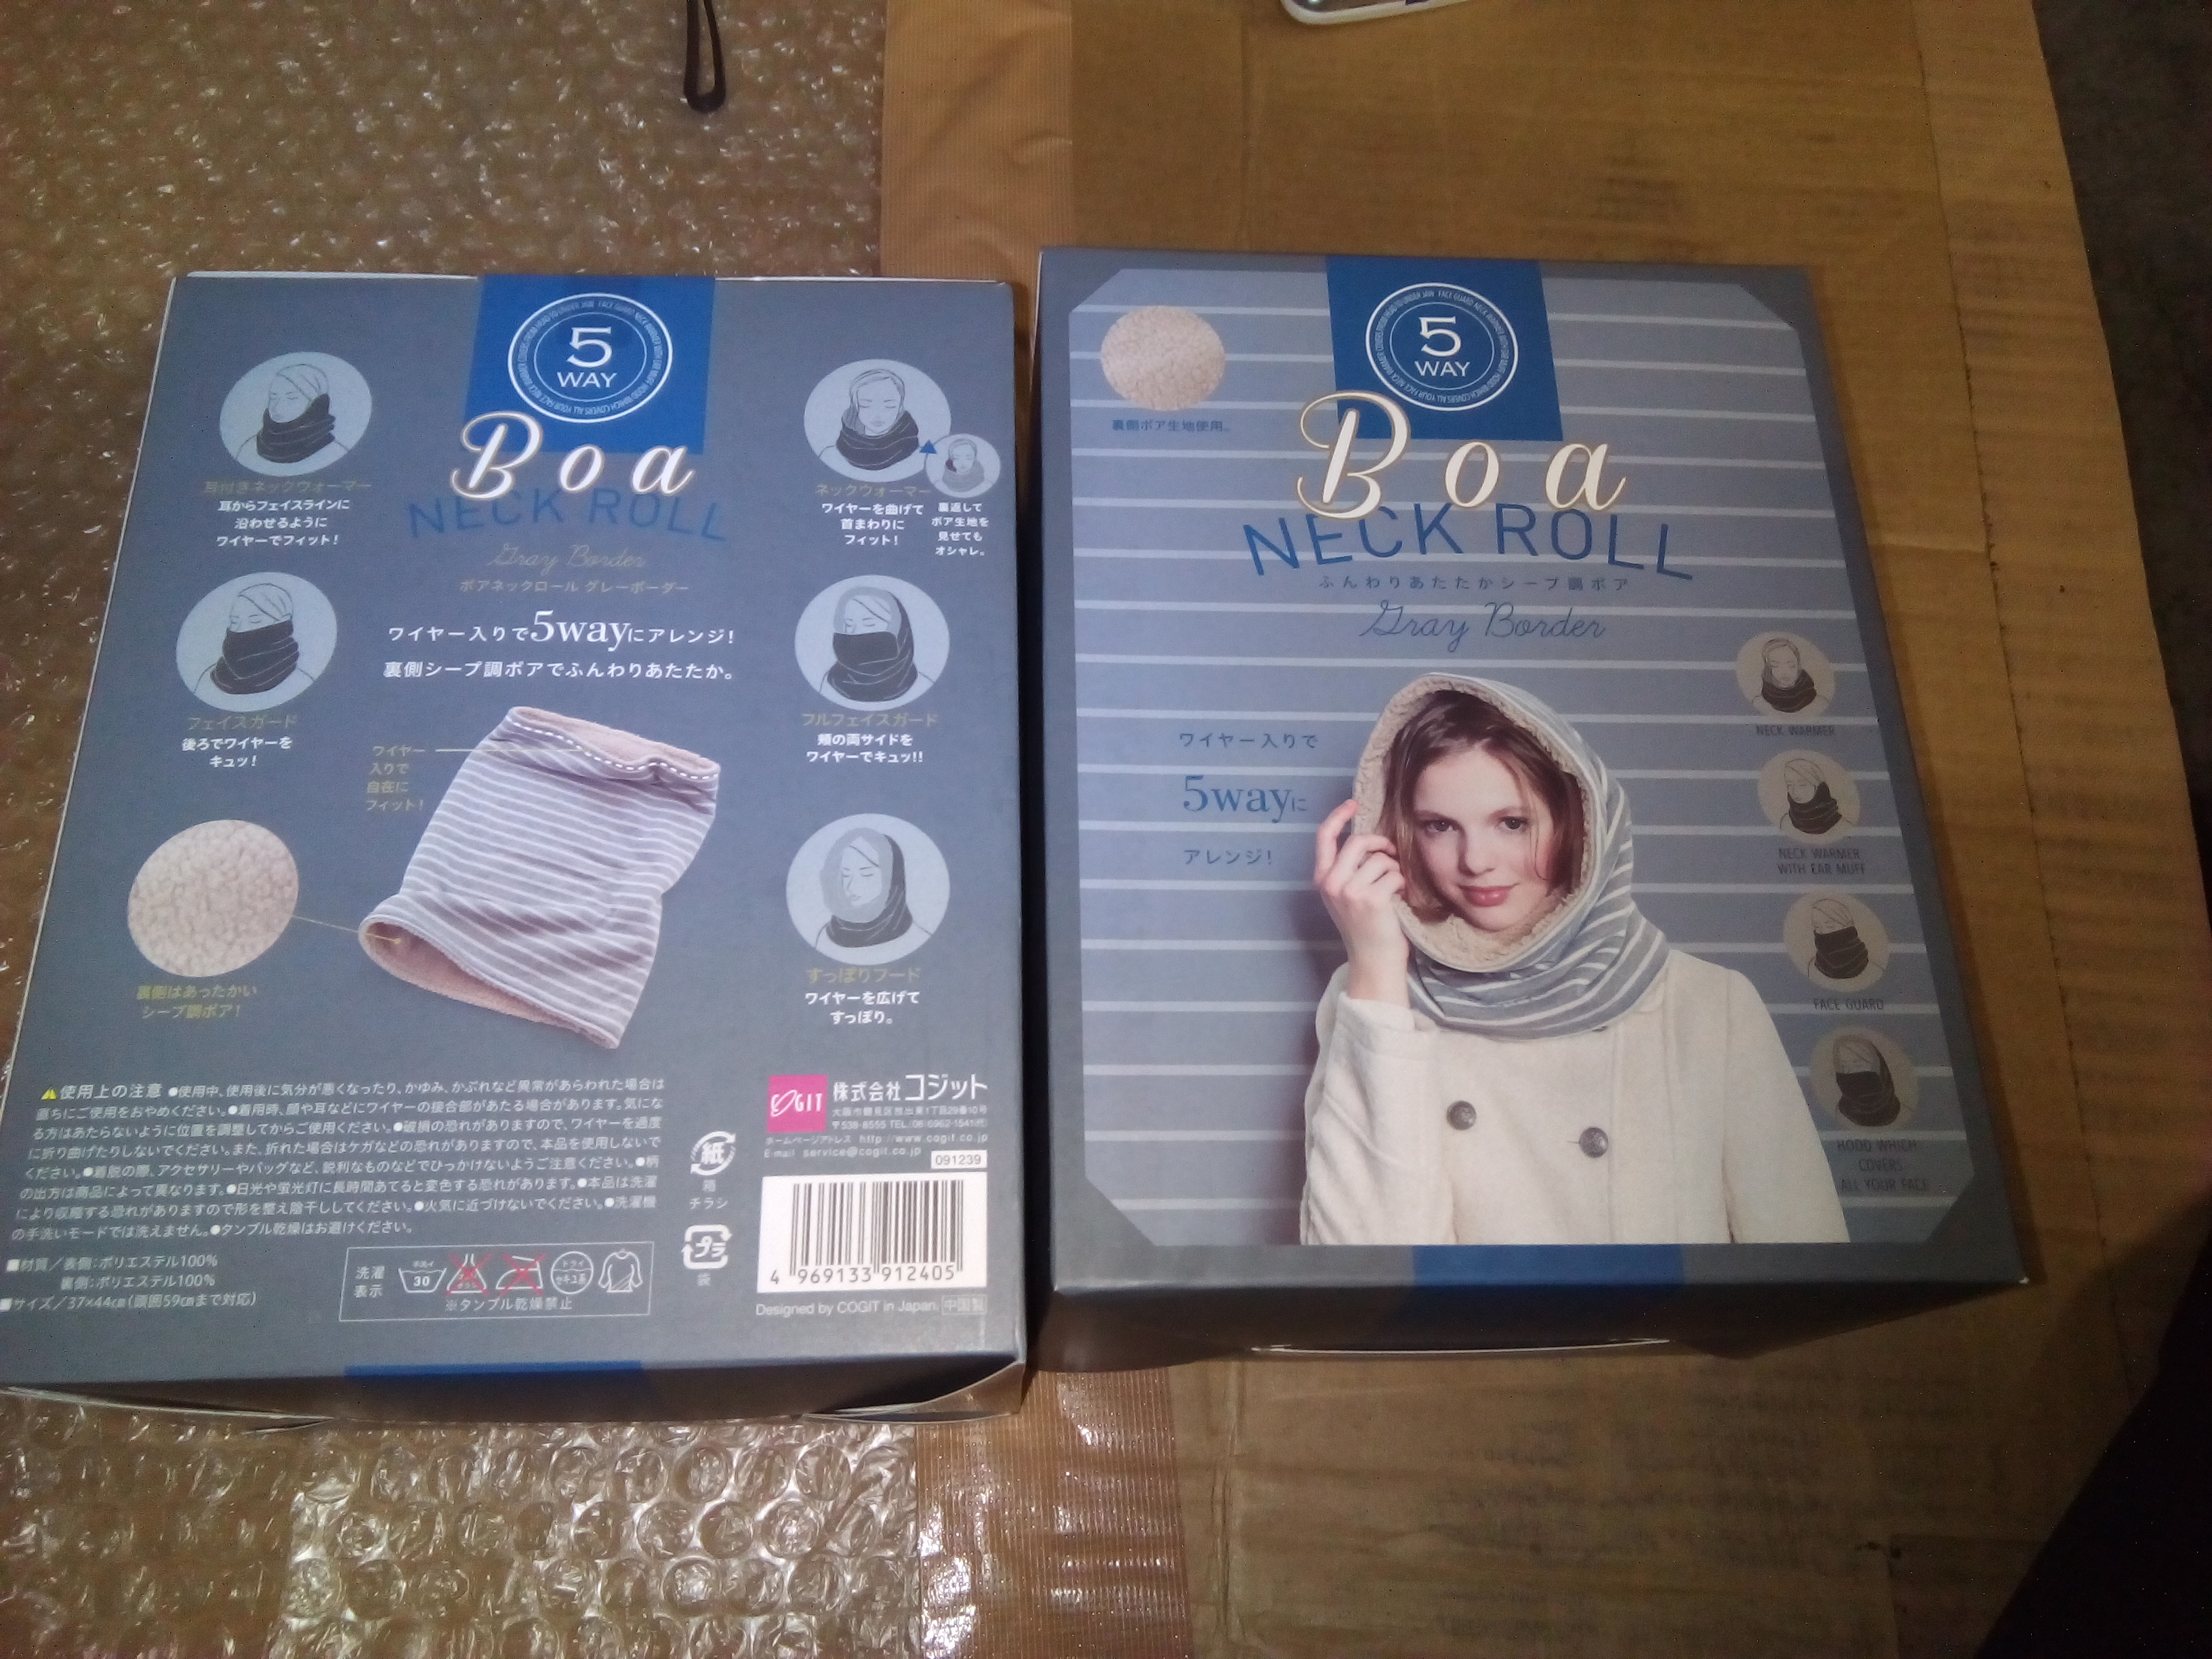 5
WAY
Boa
NECK ROLL
Gray Border
ボアネックロール グレーボーダー
ワイヤー入りで5wayにアレンジ!
裏側シープ調ボアでふんわりあたたか。
耳付きネックウォーマー
耳からフェイスラインに
沿わせるように
ワイヤーでフィット!
ネックウォーマー
ワイヤーを曲げて
首まわりに
フィット!
裏返して
ボア生地を
見せても
オシャレ。
フェイスガード
後ろでワイヤーを
キュッ!
フルフェイスガード
頬の両サイドを
ワイヤーでキュッ!!
ワイヤー
入りで
自在に
フィット!
裏側はあったかい
シープ調ボア!
すっぽりフード
ワイヤーを広げて
すっぽり。
使用上の注意 ●使用中、使用後に気分が悪くなったり、かゆみ、かぶれなど異常があらわれた場合は
直ちにご使用をおやめください。●着用時、顔や耳などにワイヤーの接合部があたる場合があります。気にな
る方はあたらないように位置を調整してからご使用ください。●破損の恐れがありますので、ワイヤーを過度
に折り曲げたりしないでください。また、折れた場合はケガなどの恐れがありますので、本品を使用しないで
ください。●着脱の際、アクセサリーやバッグなど、鋭利なものなどでひっかけないようご注意ください。●柄
の出方は商品によって異なります。●日光や蛍光灯に長時間あてると変色する恐れがあります。●本品は洗濯
により収縮する恐れがありますので形を整え陰干ししてください。●火気に近づけないでください。●洗濯機
の手洗いモードでは洗えません。●タンブル乾燥はお避けください。
■材質/表側:ポリエステル100%
裏側:ポリエステル100%
■サイズ/37×44cm(頭囲59cmまで対応)
洗濯
表示
手洗イ
30
ドライ
セキユ系
※タンブル乾燥禁止
紙
箱
チラシ
プラ
袋
COGIT
株式会社コジット
大阪市鶴見区放出東1丁目29番10号
〒538-8555 TEL:(06)6962-1541㈹
ホームページアドレス http://www.cogit.co.jp
E-mail service@cogit.co.jp
091239
4 969133 912405
Designed by COGIT in Japan. 中国製
5
WAY
裏側ボア生地使用。
Boa
NECK ROLL
ふんわりあたたかシープ調ボア
Gray Border
ワイヤー入りで
5wayに
アレンジ!
NECK WARMER
NECK WARMER
WITH EAR MUFF
FACE GUARD
HOOD WHICH
COVERS
ALL YOUR FACE